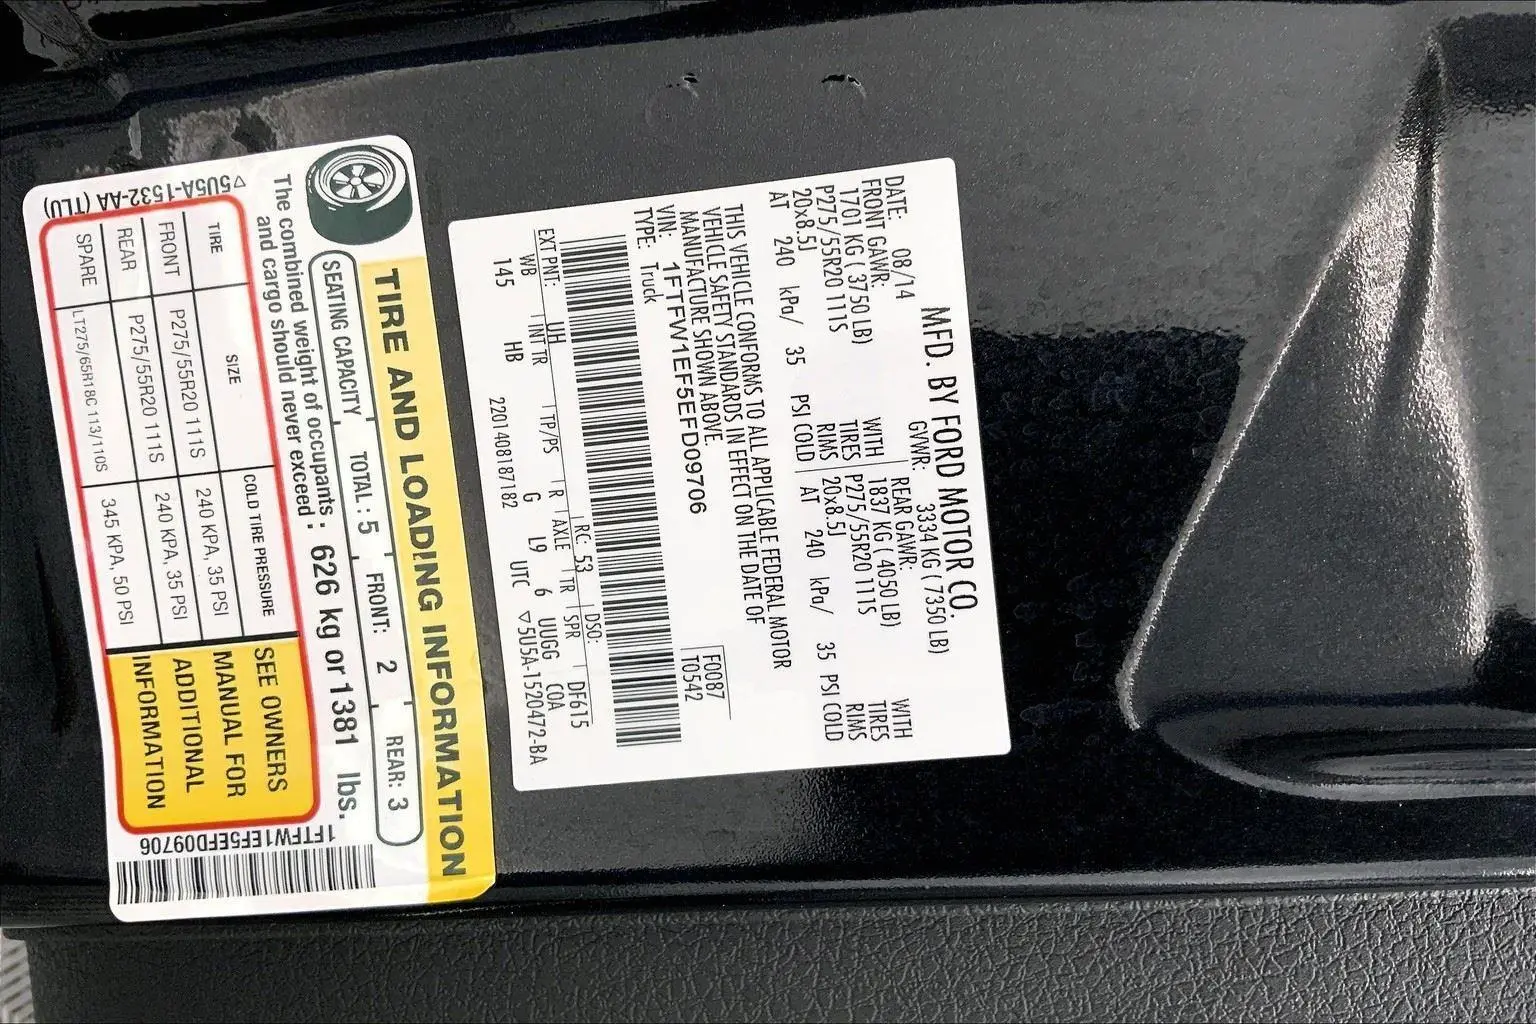 MFD. BY FORD MOTOR CO.
DATE: 08/14 GVWR: 3334 KG ( 7350 LB)
FRONT GAWR: REAR GAWR:
1701 KG ( 3750 LB) WITH 1837 KG ( 4050 LB) WITH
P275/55R20 111S TIRES P275/55R20 111S TIRES
20x8.5J RIMS 20x8.5J RIMS
AT 240 kPa/ 35 PSI COLD AT 240 kPa/ 35 PSI COLD
THIS VEHICLE CONFORMS TO ALL APPLICABLE FEDERAL MOTOR
VEHICLE SAFETY STANDARDS IN EFFECT ON THE DATE OF
MANUFACTURE SHOWN ABOVE.
VIN: 1FTFW1EF5EFD09706
TYPE: Truck
F0087
T0542
EXT PNT: UH RC: 53 DSO: DF615
WB INT TR TP/PS R AXLE TR SPR
145 HB G L9 6 UUGG COA
2201408187182 UTC ▽5U5A-1520472-BA
TIRE AND LOADING INFORMATION
SEATING CAPACITY TOTAL : 5 FRONT: 2 REAR: 3
The combined weight of occupants and cargo should never exceed : 626 kg or 1381 lbs.
TIRE SIZE COLD TIRE PRESSURE
FRONT P275/55R20 111S 240 KPA, 35 PSI
REAR P275/55R20 111S 240 KPA, 35 PSI
SPARE LT275/65R18C 113/110S 345 KPA, 50 PSI
SEE OWNERS
MANUAL FOR
ADDITIONAL
INFORMATION
▽5U5A-1532-AA (TLU)
1FTFW1EF5EFD09706